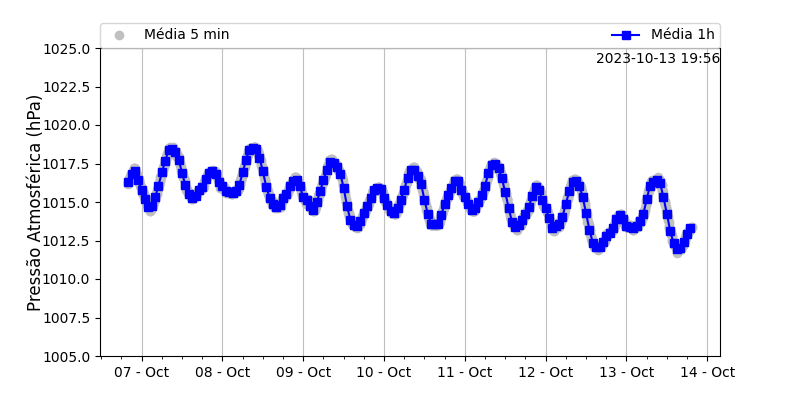 Média 5 min
Média 1h
2023-10-13 19:56
Pressão Atmosférica (hPa)
1025.0
1022.5
1020.0
1017.5
1015.0
1012.5
1010.0
1007.5
1005.0
07 - Oct
08 - Oct
09 - Oct
10 - Oct
11 - Oct
12 - Oct
13 - Oct
14 - Oct